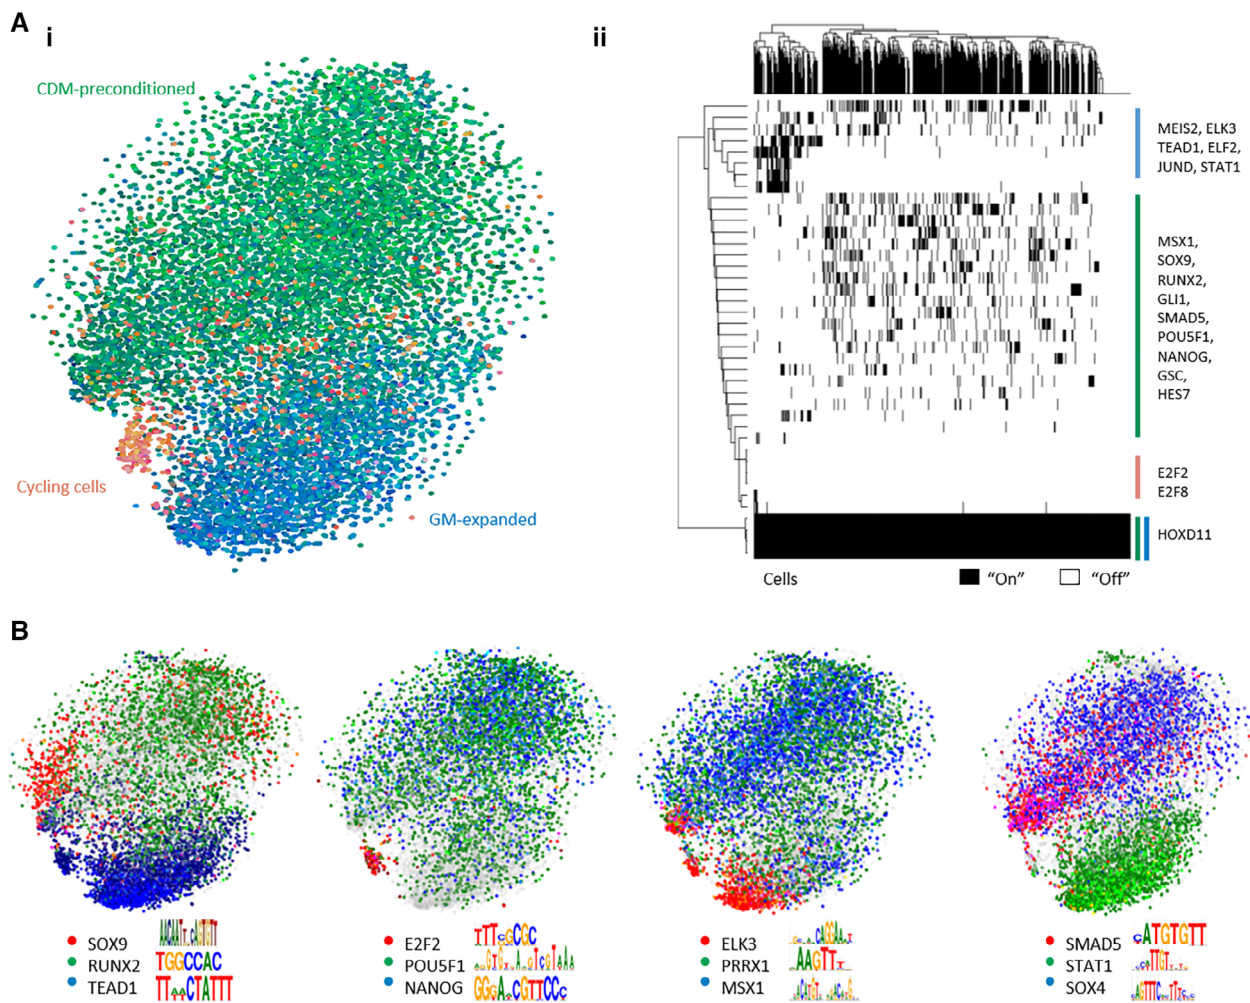 A
i
ii
CDM-preconditioned
Cycling cells
GM-expanded
MEIS2, ELK3
TEAD1, ELF2,
JUND, STAT1
MSX1,
SOX9,
RUNX2,
GLI1,
SMAD5,
POU5F1,
NANOG,
GSC,
HES7
E2F2
E2F8
HOXD11
Cells
"On"
"Off"
B
SOX9
RUNX2
TGGCCAC
TEAD1
E2F2
POU5F1
NANOG
ELK3
PRRX1
MSX1
SMAD5
STAT1
SOX4